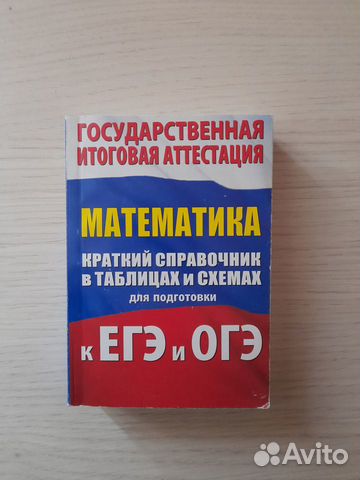 ГОСУДАРСТВЕННАЯ
ИТОГОВАЯ АТТЕСТАЦИЯ
МАТЕМАТИКА
КРАТКИЙ СПРАВОЧНИК
В ТАБЛИЦАХ и СХЕМАХ
для подготовки
к ЕГЭ и ОГЭ
Avito